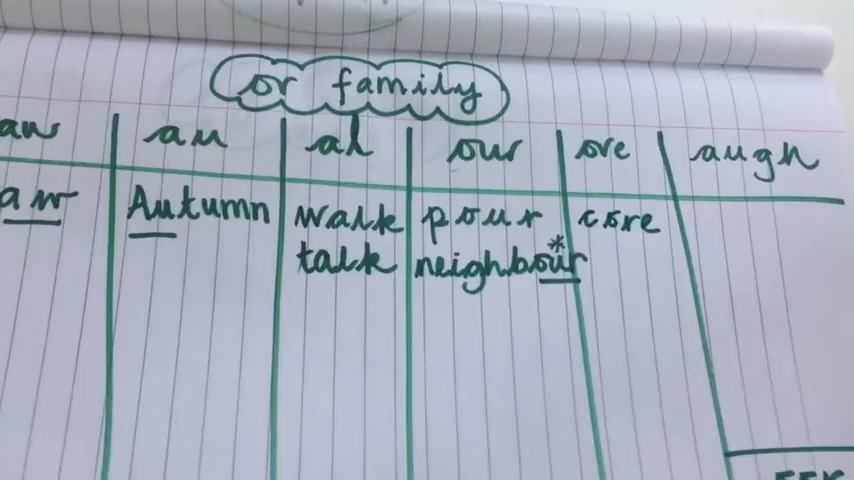 or family
aw au al our ore augh
aw Autumn walk pour core
talk neighbour*